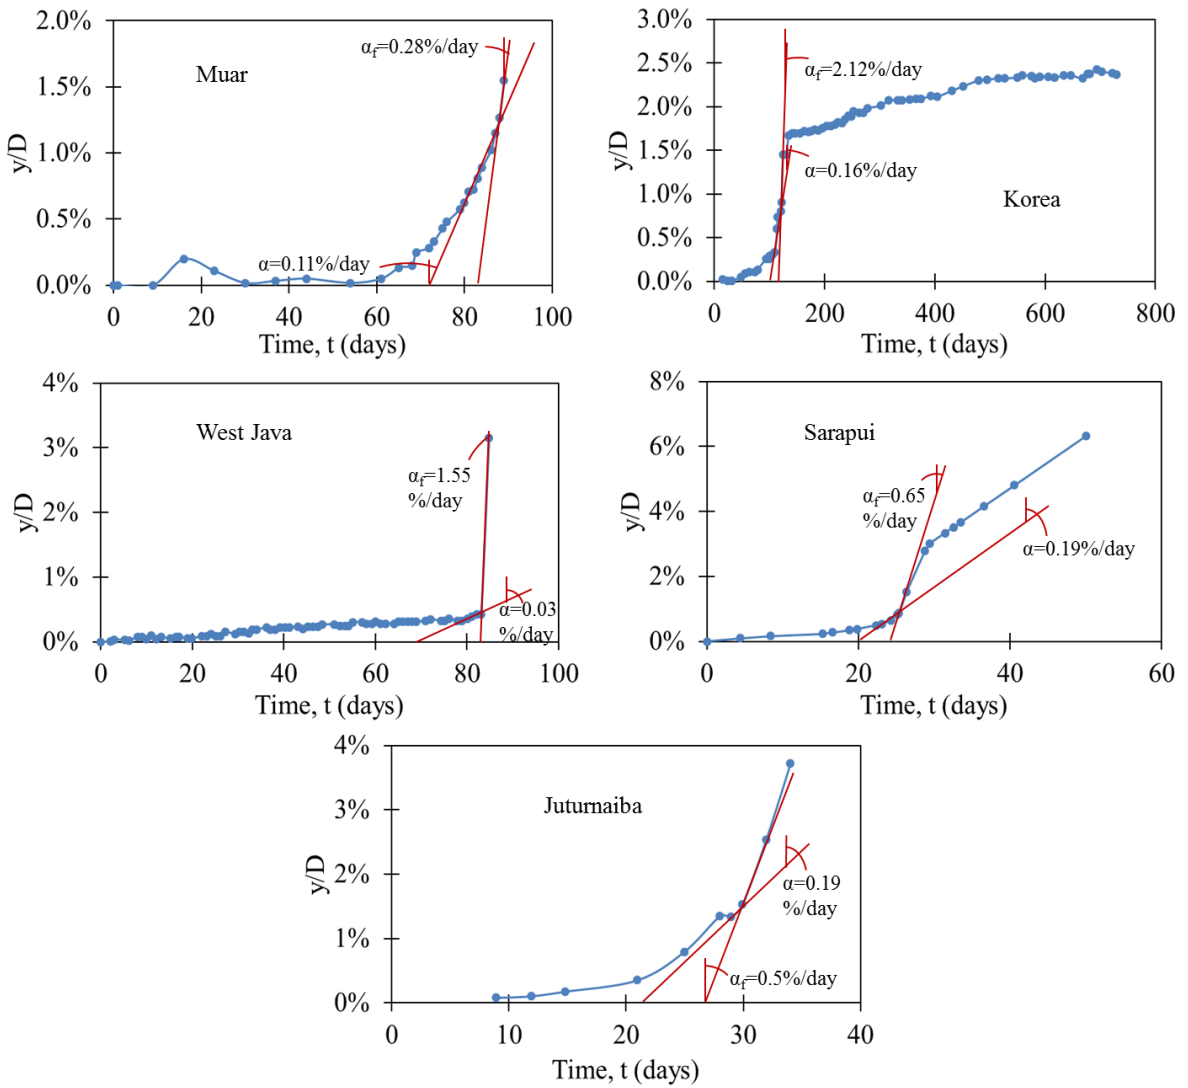 2.0%
1.5%
1.0%
0.5%
0.0%
y/D
Muar
αf=0.28%/day
α=0.11%/day
0 20 40 60 80 100
Time, t (days)
3.0%
2.5%
2.0%
1.5%
1.0%
0.5%
0.0%
y/D
αf=2.12%/day
α=0.16%/day
Korea
0 200 400 600 800
Time, t (days)
4%
3%
2%
1%
0%
y/D
West Java
αf=1.55
%/day
α=0.03
%/day
0 20 40 60 80 100
Time, t (days)
8%
6%
4%
2%
0%
y/D
Sarapui
αf=0.65
%/day
α=0.19%/day
0 20 40 60
Time, t (days)
4%
3%
2%
1%
0%
y/D
Juturnaiba
α=0.19
%/day
αf=0.5%/day
0 10 20 30 40
Time, t (days)